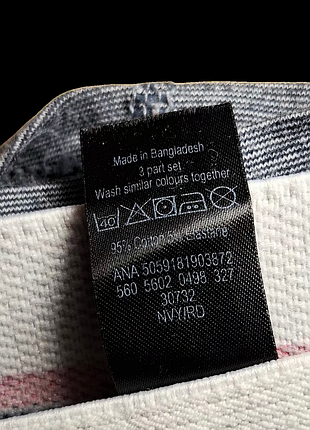 Made in Bangladesh
3 part set
Wash similar colours together
40
95% Cotton 5% Elastane
ANA 5059181903872
560 5602 0498 327
30732
NVY/RD